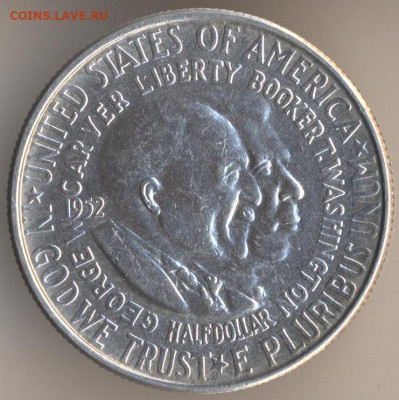 COINS.LAVE.RU
UNITED STATES OF AMERICA
★ IN GOD WE TRUST ★ E PLURIBUS UNUM ★
GEORGE W. CARVER LIBERTY BOOKER T. WASHINGTON
1952
HALF DOLLAR